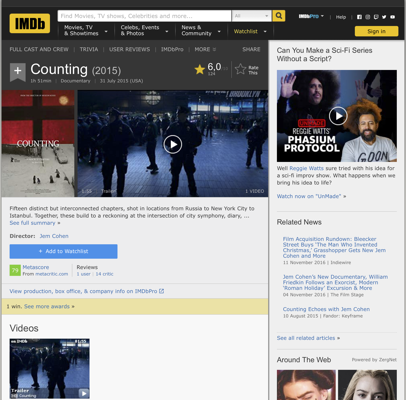 IMDb
Find Movies, TV shows, Celebrities and more...
All
IMDbPro
Help
Movies, TV & Showtimes
Celebs, Events & Photos
News & Community
Watchlist
Sign in
FULL CAST AND CREW | TRIVIA | USER REVIEWS | IMDbPro | MORE
SHARE
Counting (2015)
1h 51min | Documentary | 31 July 2015 (USA)
6,0
Rate This
COUNTING
BROOKLYN
1:55 Trailer
1 VIDEO
Fifteen distinct but interconnected chapters, shot in locations from Russia to New York City to
Istanbul. Together, these build to a reckoning at the intersection of city symphony, diary, ...
See full summary »
Director: Jem Cohen
+ Add to Watchlist
Metascore
From metacritic.com
Reviews
1 user | 14 critic
View production, box office, & company info on IMDbPro
1 win. See more awards »
Videos
Trailer
Can You Make a Sci-Fi Series
Without a Script?
REGGIE WATTS'
PHASIUM
PROTOCOLL
Well Reggie Watts sure tried with his idea for
a sci-fi improv show. What happens when we
bring his idea to life?
Watch now on "UnMade" »
Related News
Film Acquisition Rundown: Bleecker
Street Buys 'The Man Who Invented
Christmas,' Grasshopper Gets New Jem
Cohen and More
11 November 2016 | Indiewire
Jem Cohen's New Documentary, William
Friedkin Follows an Exorcist, Modern
'Roman Holiday' Excursion & More
04 November 2016 | The Film Stage
Counting Echoes with Jem Cohen
10 August 2015 | Fandor: Keyframe
See all related articles »
Around The Web
Powered by ZergNet